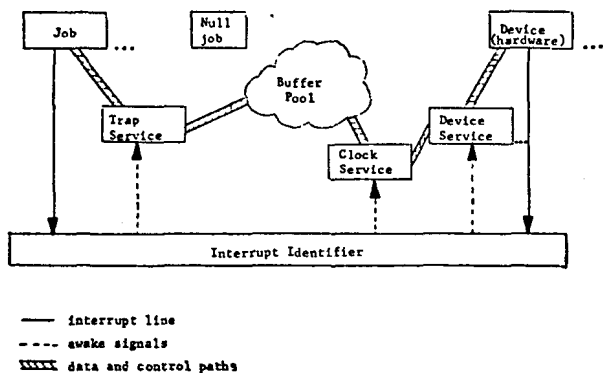 Job
...
Null
job
Device
(hardware)
...
Buffer
Pool
Trap
Service
Device
Service
...
Clock
Service
Interrupt Identifier
interrupt line
awake signals
data and control paths